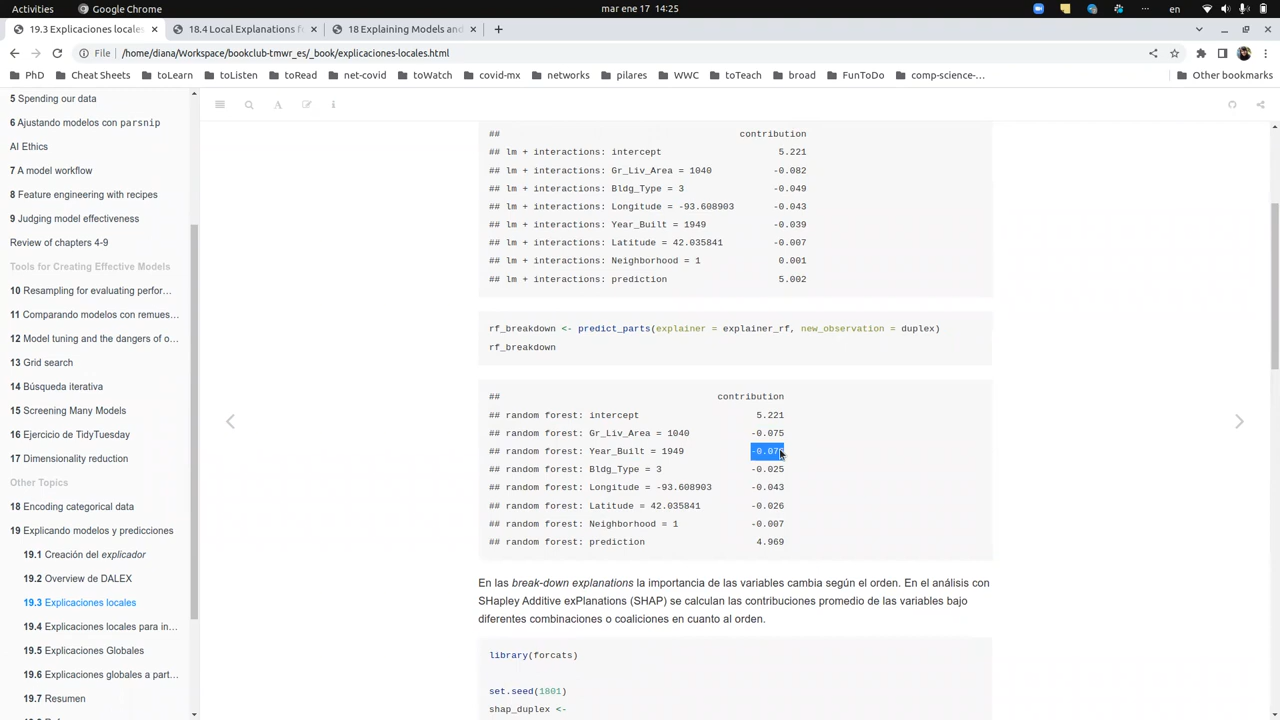 Activities
Google Chrome
mar ene 17 14:25
en
19.3 Explicaciones locales
18.4 Local Explanations f
18 Explaining Models and
File
/home/diana/Workspace/bookclub-tmwr_es/_book/explicaciones-locales.html
PhD
Cheat Sheets
toLearn
toListen
toRead
net-covid
toWatch
covid-mx
networks
pilares
WWC
toTeach
broad
FunToDo
comp-science-…
Other bookmarks
5 Spending our data
6 Ajustando modelos con parsnip
AI Ethics
7 A model workflow
8 Feature engineering with recipes
9 Judging model effectiveness
Review of chapters 4-9
Tools for Creating Effective Models
10 Resampling for evaluating perfor…
11 Comparando modelos con remues…
12 Model tuning and the dangers of o…
13 Grid search
14 Búsqueda iterativa
15 Screening Many Models
16 Ejercicio de TidyTuesday
17 Dimensionality reduction
Other Topics
18 Encoding categorical data
19 Explicando modelos y predicciones
19.1 Creación del explicador
19.2 Overview de DALEX
19.3 Explicaciones locales
19.4 Explicaciones locales para in…
19.5 Explicaciones Globales
19.6 Explicaciones globales a part…
19.7 Resumen
## contribution
## lm + interactions: intercept 5.221
## lm + interactions: Gr_Liv_Area = 1040 -0.082
## lm + interactions: Bldg_Type = 3 -0.049
## lm + interactions: Longitude = -93.608903 -0.043
## lm + interactions: Year_Built = 1949 -0.039
## lm + interactions: Latitude = 42.035841 -0.007
## lm + interactions: Neighborhood = 1 0.001
## lm + interactions: prediction 5.002
rf_breakdown <- predict_parts(explainer = explainer_rf, new_observation = duplex)
rf_breakdown
## contribution
## random forest: intercept 5.221
## random forest: Gr_Liv_Area = 1040 -0.075
## random forest: Year_Built = 1949
## random forest: Bldg_Type = 3 -0.025
## random forest: Longitude = -93.608903 -0.043
## random forest: Latitude = 42.035841 -0.026
## random forest: Neighborhood = 1 -0.007
## random forest: prediction 4.969
En las break-down explanations la importancia de las variables cambia según el orden. En el análisis con
SHapley Additive exPlanations (SHAP) se calculan las contribuciones promedio de las variables bajo
diferentes combinaciones o coaliciones en cuanto al orden.
library(forcats)
set.seed(1801)
shap_duplex <-